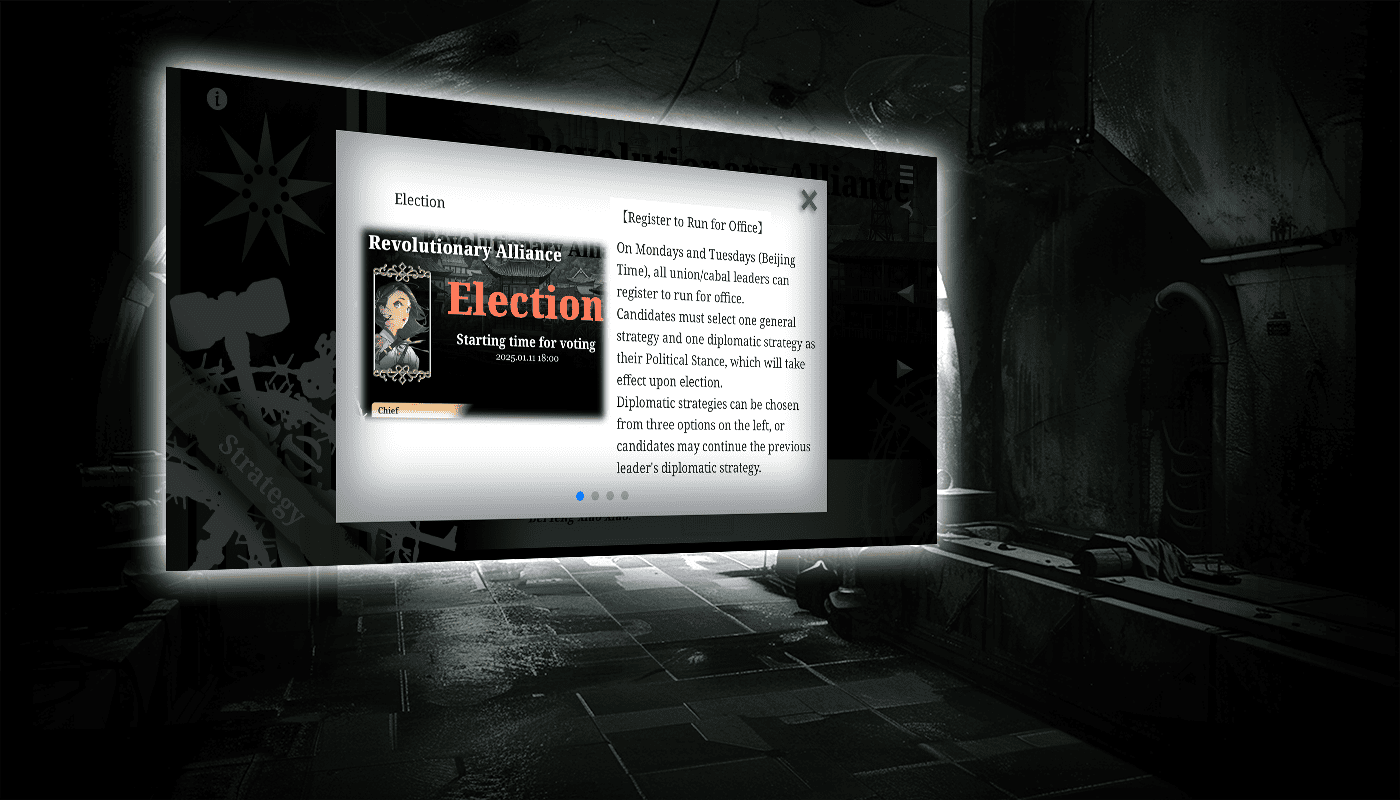 Revolutionary Alliance
Election
Revolutionary Alliance
Election
Starting time for voting
2025.01.11 18:00
Chief
【Register to Run for Office】
On Mondays and Tuesdays (Beijing
Time), all union/cabal leaders can
register to run for office.
Candidates must select one general
strategy and one diplomatic strategy as
their Political Stance, which will take
effect upon election.
Diplomatic strategies can be chosen
from three options on the left, or
candidates may continue the previous
leader's diplomatic strategy.
Strategy